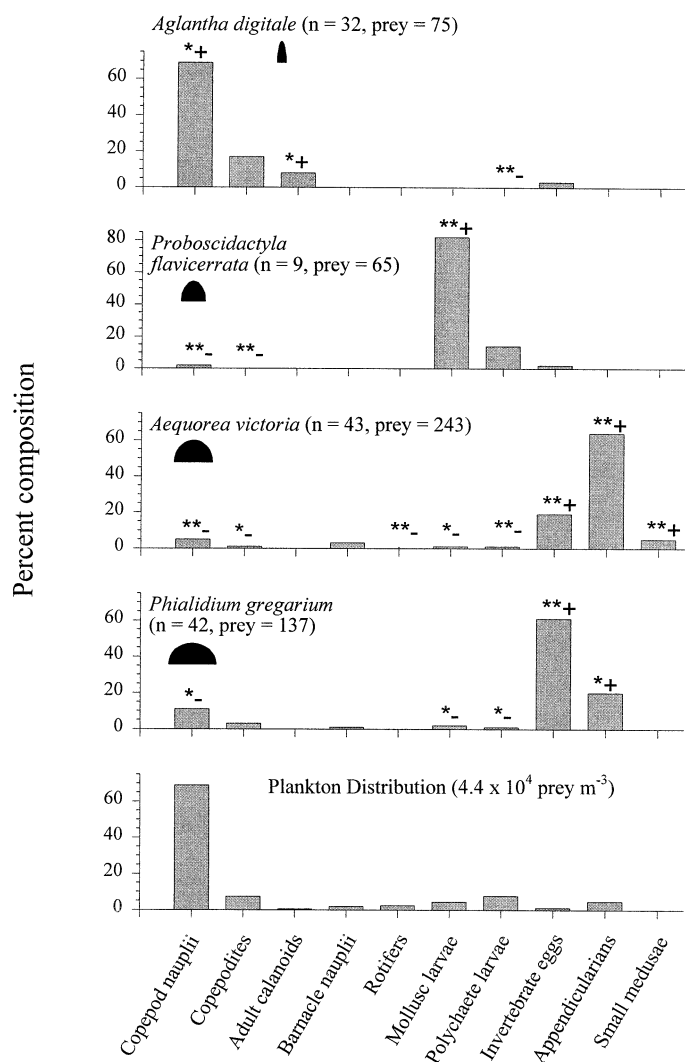 Aglantha digitale (n = 32, prey = 75)
*+
*+
**-
60
40
20
0
Proboscidactyla
flavicerrata (n = 9, prey = 65)
**+
**-
**-
80
60
40
20
0
Aequorea victoria (n = 43, prey = 243)
**-
*-
**-
*-
**-
**+
**+
**+
60
40
20
0
Phialidium gregarium
(n = 42, prey = 137)
*-
*-
*-
**+
*+
60
40
20
0
Plankton Distribution (4.4 x 10⁴ prey m⁻³)
60
40
20
0
Percent composition
Copepod nauplii
Copepodites
Adult calanoids
Barnacle nauplii
Rotifers
Mollusc larvae
Polychaete larvae
Invertebrate eggs
Appendicularians
Small medusae